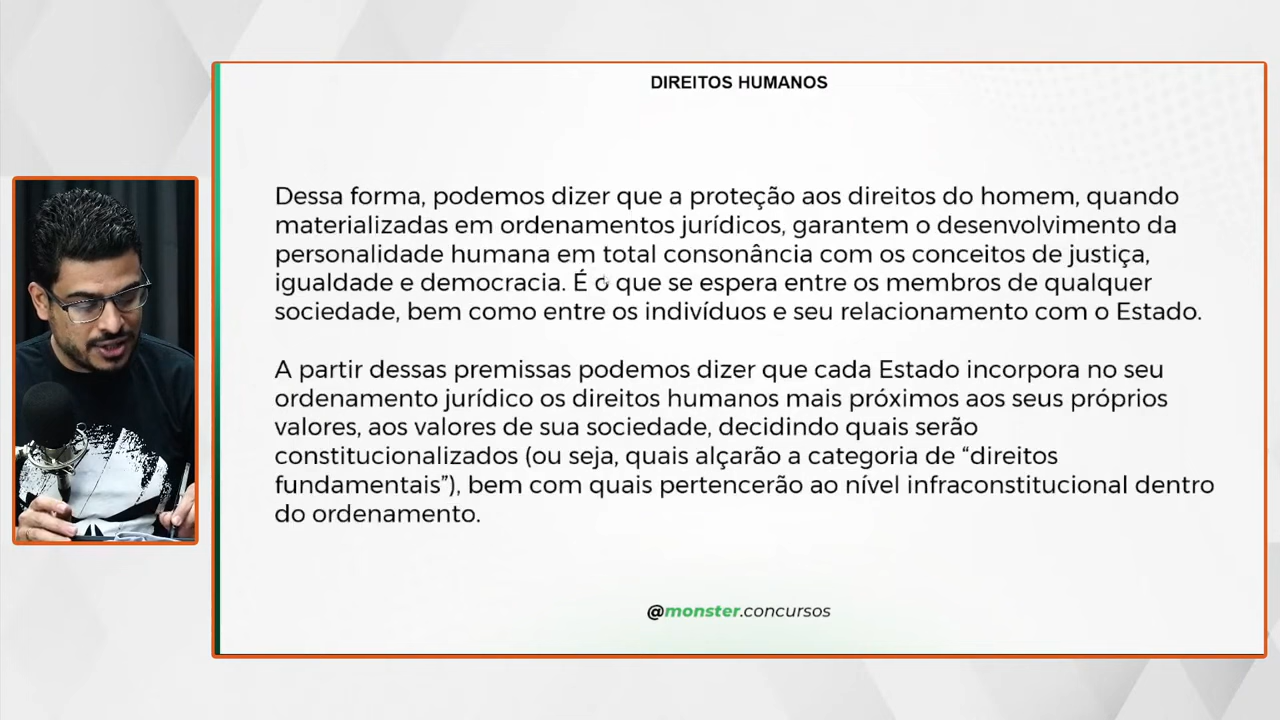 DIREITOS HUMANOS
Dessa forma, podemos dizer que a proteção aos direitos do homem, quando
materializadas em ordenamentos jurídicos, garantem o desenvolvimento da
personalidade humana em total consonância com os conceitos de justiça,
igualdade e democracia. É o que se espera entre os membros de qualquer
sociedade, bem como entre os indivíduos e seu relacionamento com o Estado.
A partir dessas premissas podemos dizer que cada Estado incorpora no seu
ordenamento jurídico os direitos humanos mais próximos aos seus próprios
valores, aos valores de sua sociedade, decidindo quais serão
constitucionalizados (ou seja, quais alçarão a categoria de “direitos
fundamentais”), bem com quais pertencerão ao nível infraconstitucional dentro
do ordenamento.
@monster.concursos